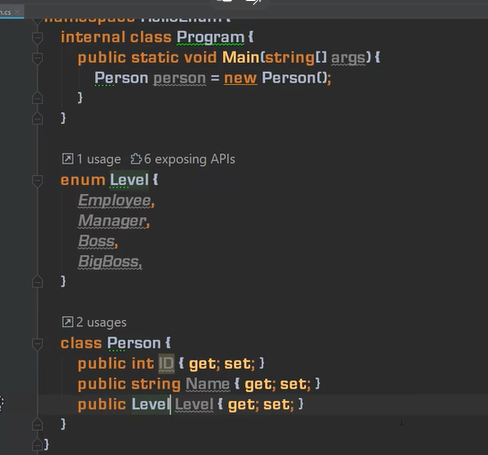 namespace HelloEnum {
internal class Program {
public static void Main(string[] args) {
Person person = new Person();
}
}
1 usage 6 exposing APIs
enum Level {
Employee,
Manager,
Boss,
BigBoss,
}
2 usages
class Person {
public int ID { get; set; }
public string Name { get; set; }
public Level Level { get; set; }
}
}